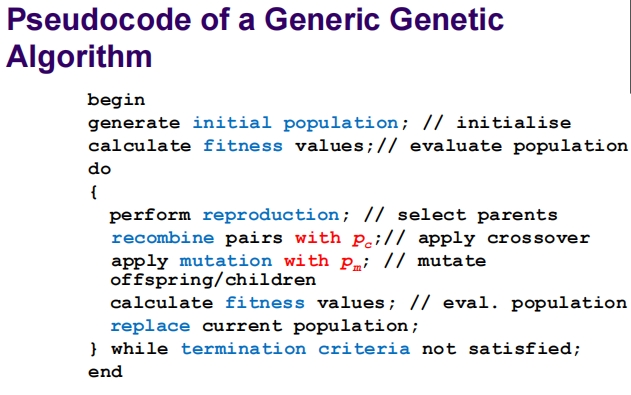 Pseudocode of a Generic Genetic
Algorithm
begin
generate initial population; // initialise
calculate fitness values;// evaluate population
do
{
perform reproduction; // select parents
recombine pairs with pc;// apply crossover
apply mutation with pm; // mutate
offspring/children
calculate fitness values; // eval. population
replace current population;
} while termination criteria not satisfied;
end